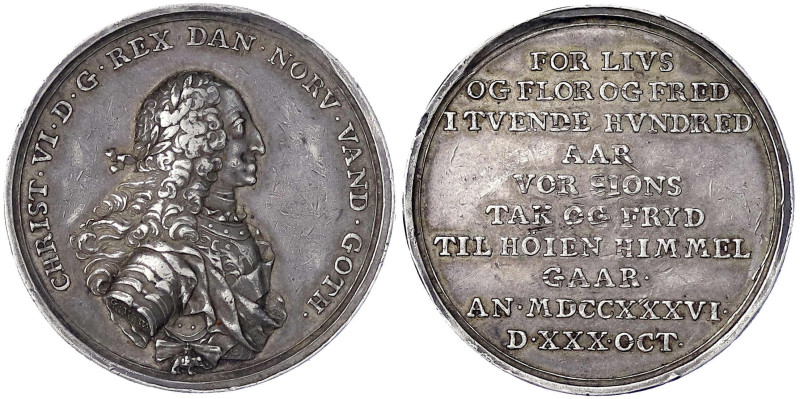 CHRIST · VI · D · G · REX DAN · NORV · VAND · GOTH ·
FOR LIVS
OG FLOR OG FRED
I TVENDE HVNDRED
AAR
VOR SIONS
TAK OG FRYD
TIL HOIEN HIMMEL
GAAR ·
AN · MDCCXXXVI ·
D · XXX · OCT ·